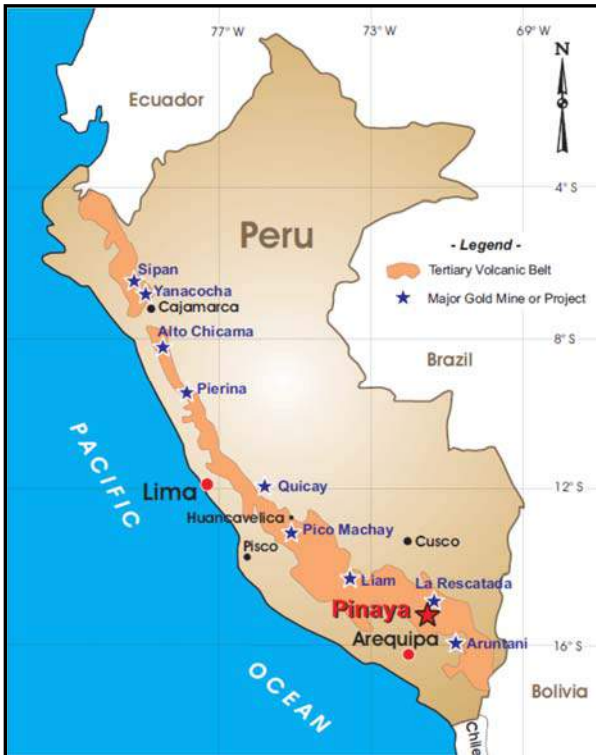 77° W
73° W
69° W
N
Ecuador
4° S
Peru
- Legend -
Tertiary Volcanic Belt
Major Gold Mine or Project
Sipan
Yanacocha
Cajamarca
Alto Chicama
8° S
Brazil
Pierina
PACIFIC
Lima
Quicay
12° S
Huancavelica
Pico Machay
Pisco
Cusco
Liam
La Rescatada
Pinaya
Arequipa
Aruntani
16° S
OCEAN
Bolivia
Chile